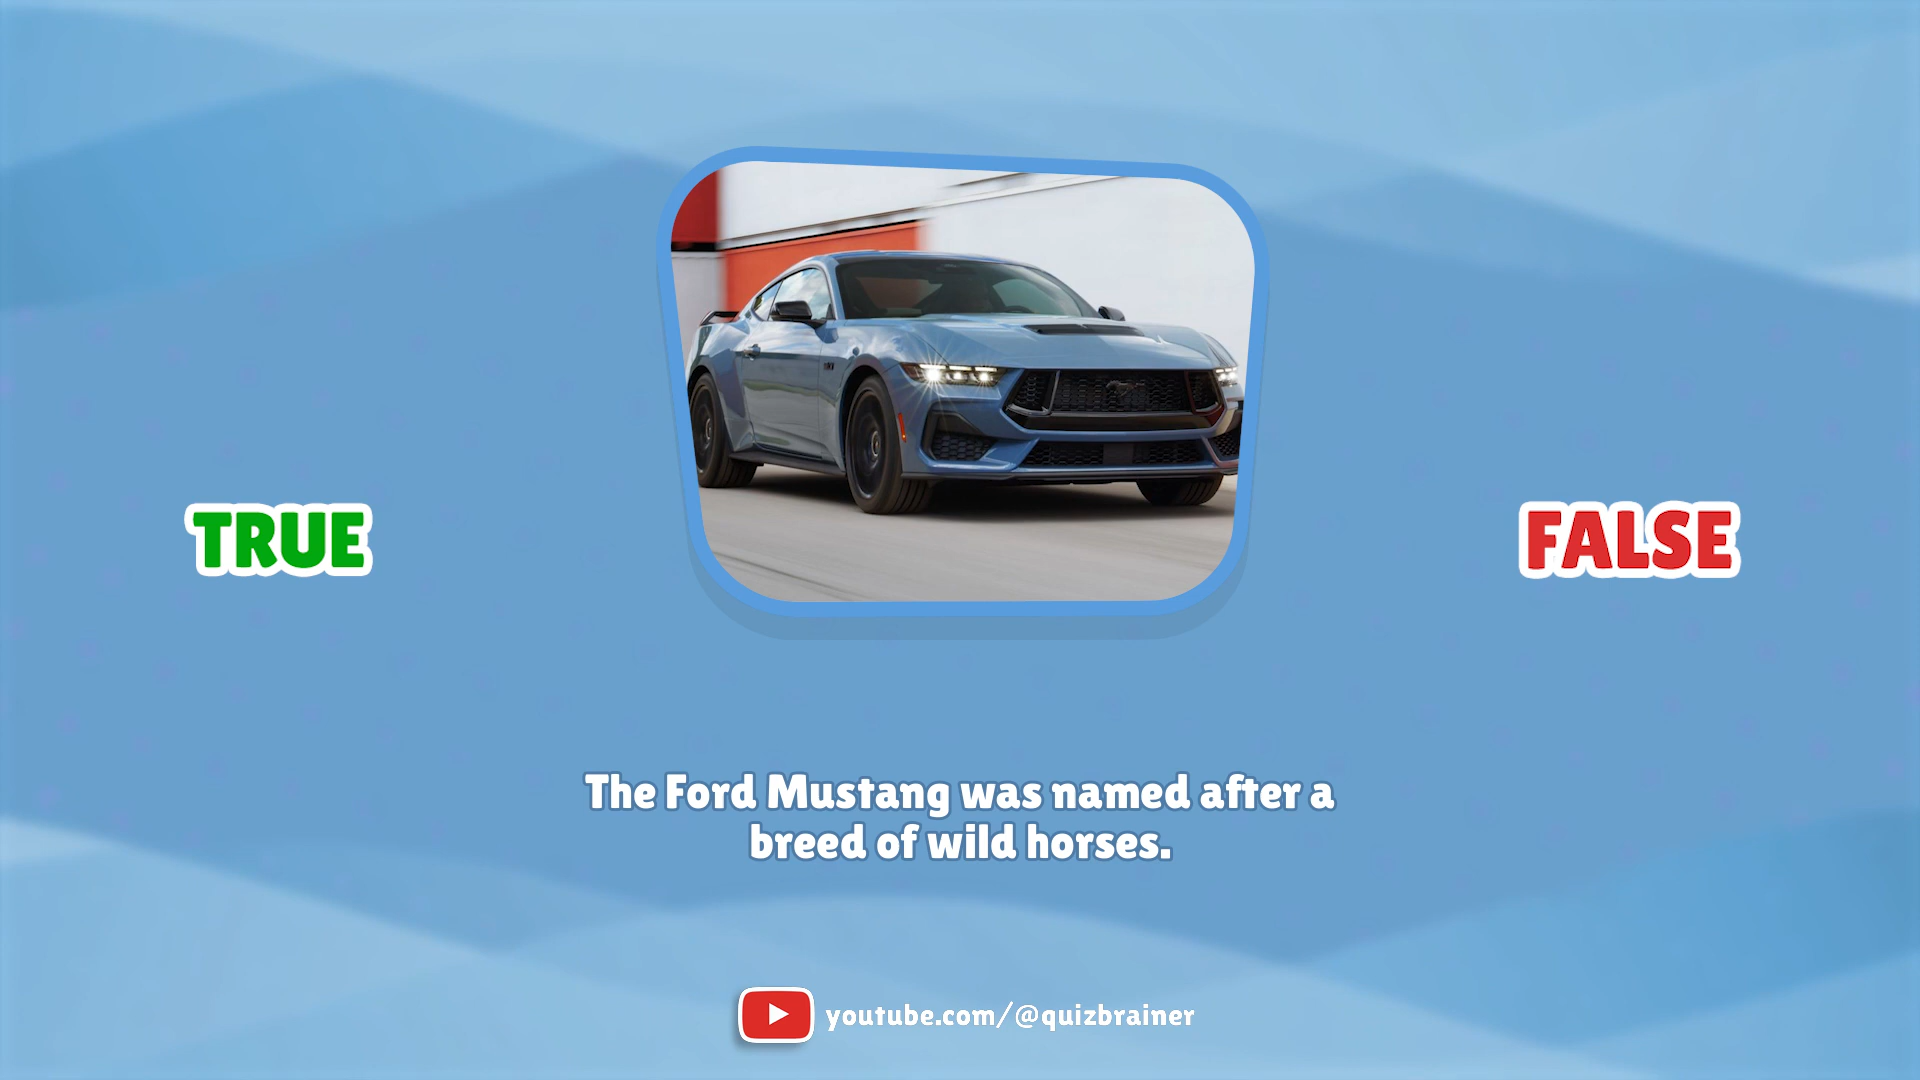 TRUE
FALSE
The Ford Mustang was named after a
breed of wild horses.
youtube.com/@quizbrainer